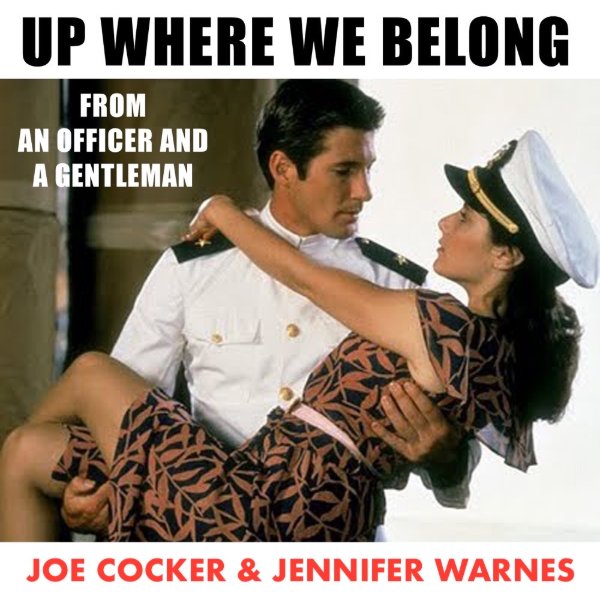 UP WHERE WE BELONG
FROM
AN OFFICER AND
A GENTLEMAN
JOE COCKER & JENNIFER WARNES